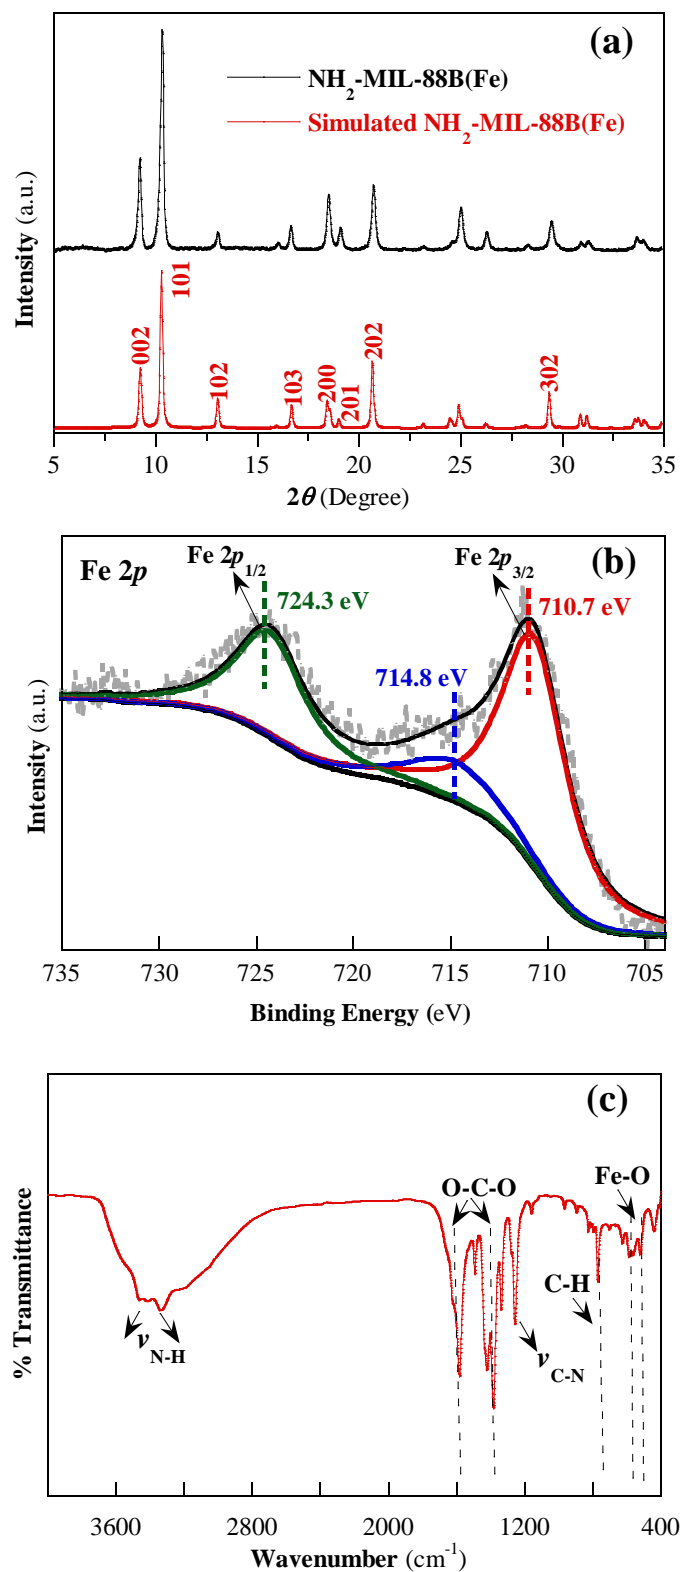 (a)
NH2-MIL-88B(Fe)
Simulated NH2-MIL-88B(Fe)
Intensity (a.u.)
002
101
102
103
200
201
202
302
5 10 15 20 25 30 35
2θ (Degree)
Fe 2p
Fe 2p1/2
Fe 2p3/2
(b)
724.3 eV
710.7 eV
714.8 eV
Intensity (a.u.)
735 730 725 720 715 710 705
Binding Energy (eV)
(c)
O-C-O
Fe-O
C-H
ν N-H
ν C-N
% Transmittance
3600 2800 2000 1200 400
Wavenumber (cm-1)